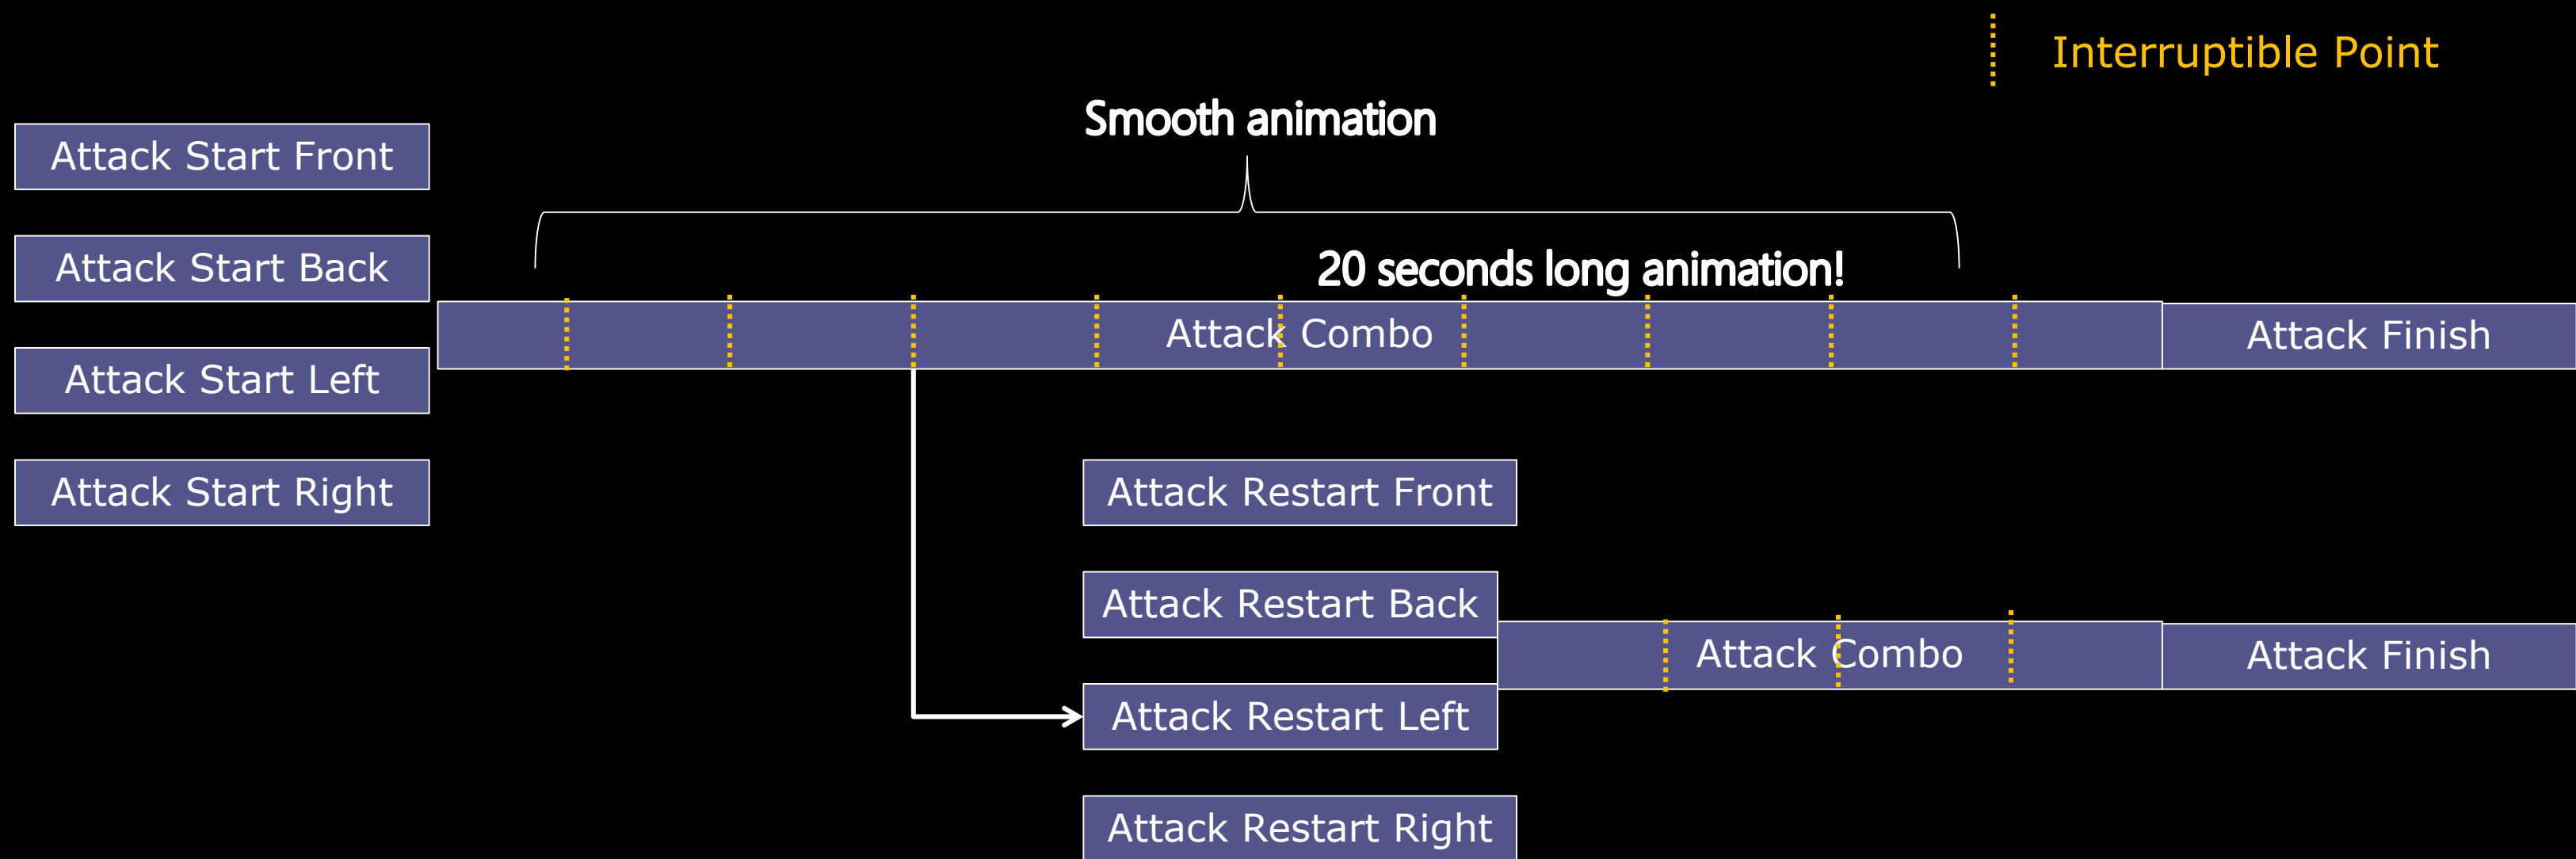 Interruptible Point
Smooth animation
Attack Start Front
20 seconds long animation!
Attack Start Back
Attack Combo
Attack Finish
Attack Start Left
Attack Start Right
Attack Restart Front
Attack Restart Back
Attack Combo
Attack Finish
Attack Restart Left
Attack Restart Right